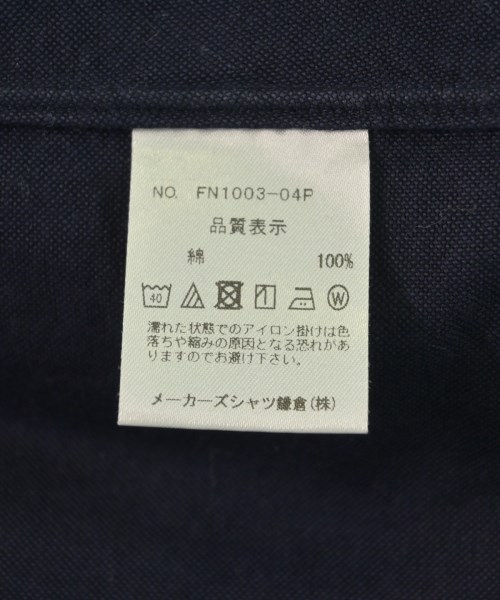 NO. FN1003-04P
品質表示
綿 100%
40 W
濡れた状態でのアイロン掛けは色
落ちや縮みの原因となる恐れがあ
りますのでお避け下さい。
メーカーズシャツ鎌倉(株)